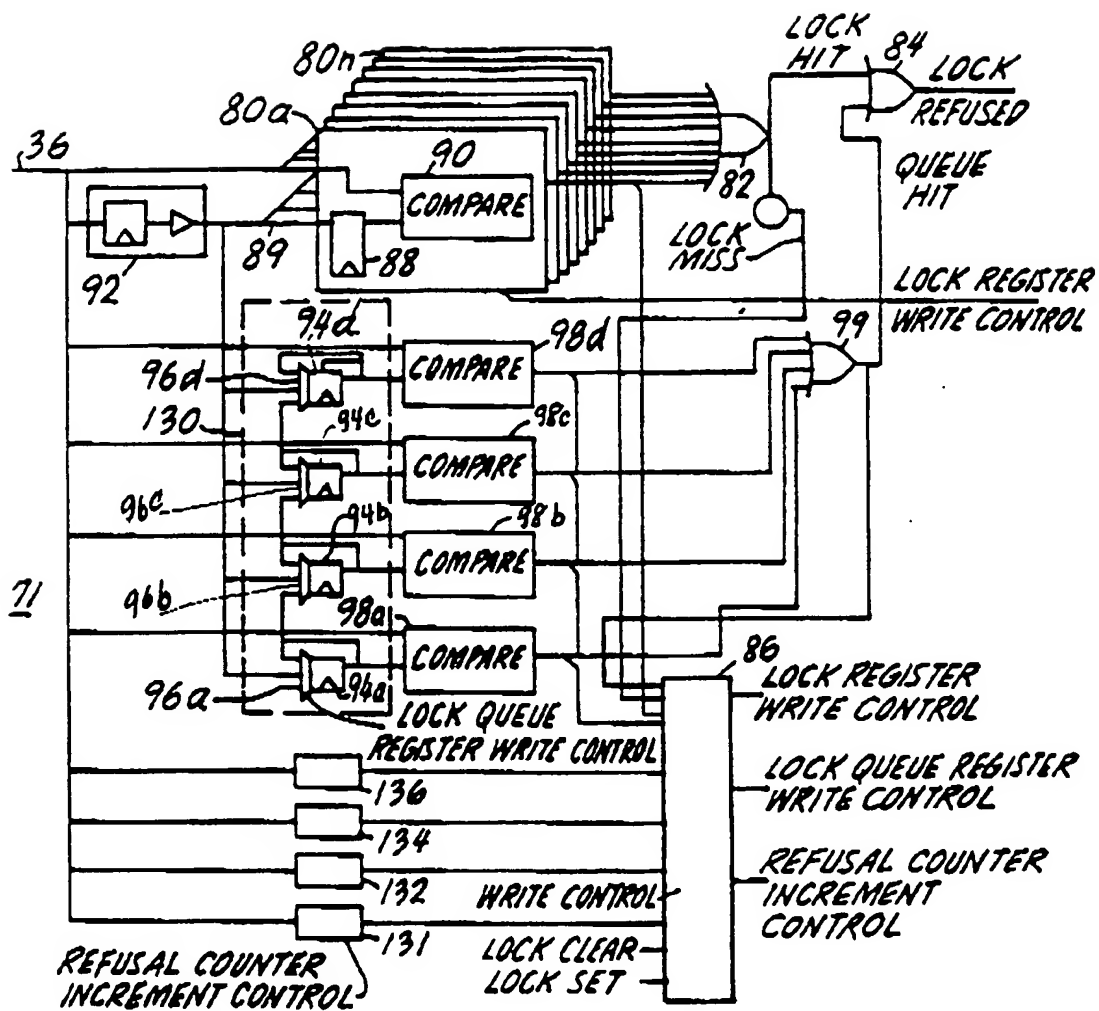 LOCK
HIT
84
LOCK
REFUSED
80n
80a
36
90
COMPARE
82
QUEUE
HIT
LOCK
MISS
92
89
88
LOCK REGISTER
WRITE CONTROL
94d
98d
99
96d
COMPARE
130
94c
98c
COMPARE
96c
94b
98b
COMPARE
96b
71
98a
COMPARE
86
96a
94a
LOCK QUEUE
REGISTER WRITE CONTROL
LOCK REGISTER
WRITE CONTROL
136
LOCK QUEUE REGISTER
WRITE CONTROL
134
132
WRITE CONTROL
REFUSAL COUNTER
INCREMENT
CONTROL
131
LOCK CLEAR
LOCK SET
REFUSAL COUNTER
INCREMENT CONTROL